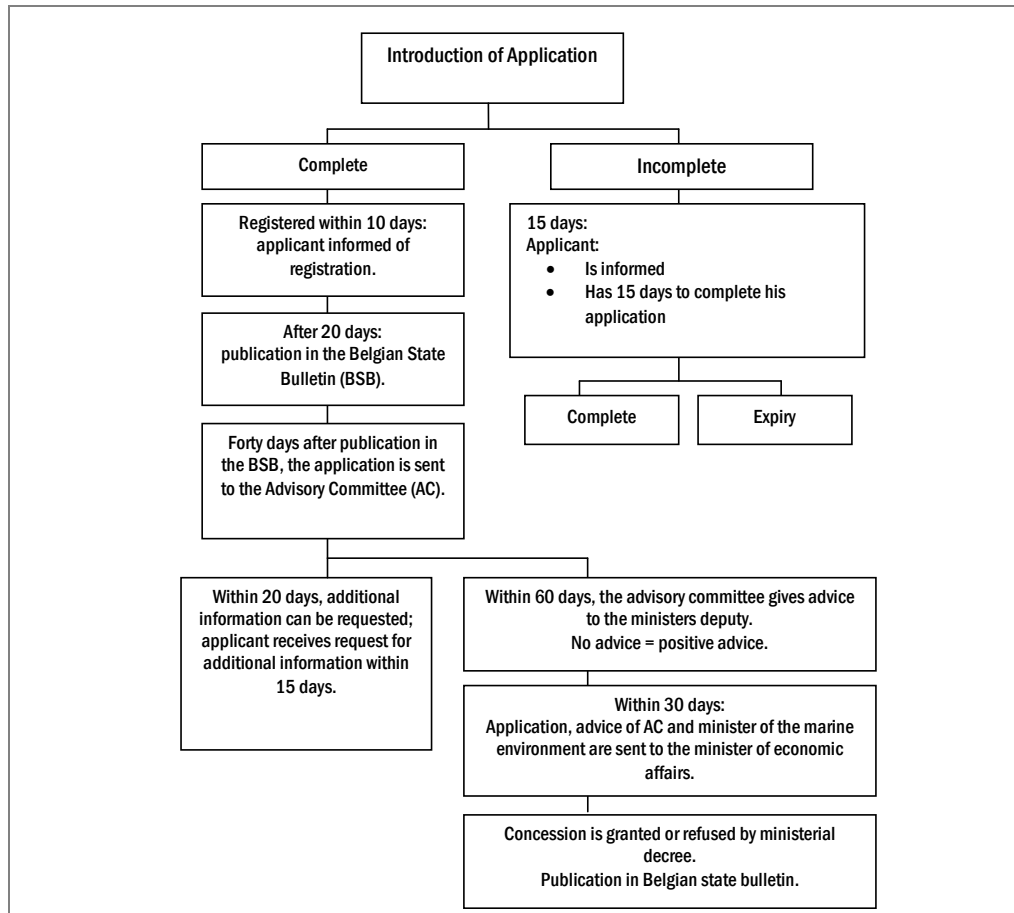 Introduction of Application
Complete
Incomplete
Registered within 10 days:
applicant informed of
registration.
15 days:
Applicant:
• Is informed
• Has 15 days to complete his
application
After 20 days:
publication in the Belgian State
Bulletin (BSB).
Complete
Expiry
Forty days after publication in
the BSB, the application is sent
to the Advisory Committee (AC).
Within 20 days, additional
information can be requested;
applicant receives request for
additional information within
15 days.
Within 60 days, the advisory committee gives advice
to the ministers deputy.
No advice = positive advice.
Within 30 days:
Application, advice of AC and minister of the marine
environment are sent to the minister of economic
affairs.
Concession is granted or refused by ministerial
decree.
Publication in Belgian state bulletin.